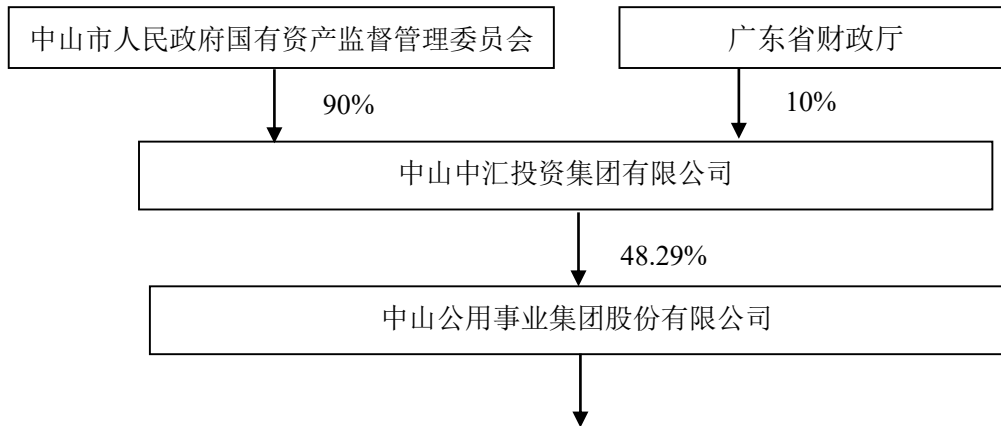 中山市人民政府国有资产监督管理委员会
广东省财政厅
90%
10%
中山中汇投资集团有限公司
48.29%
中山公用事业集团股份有限公司